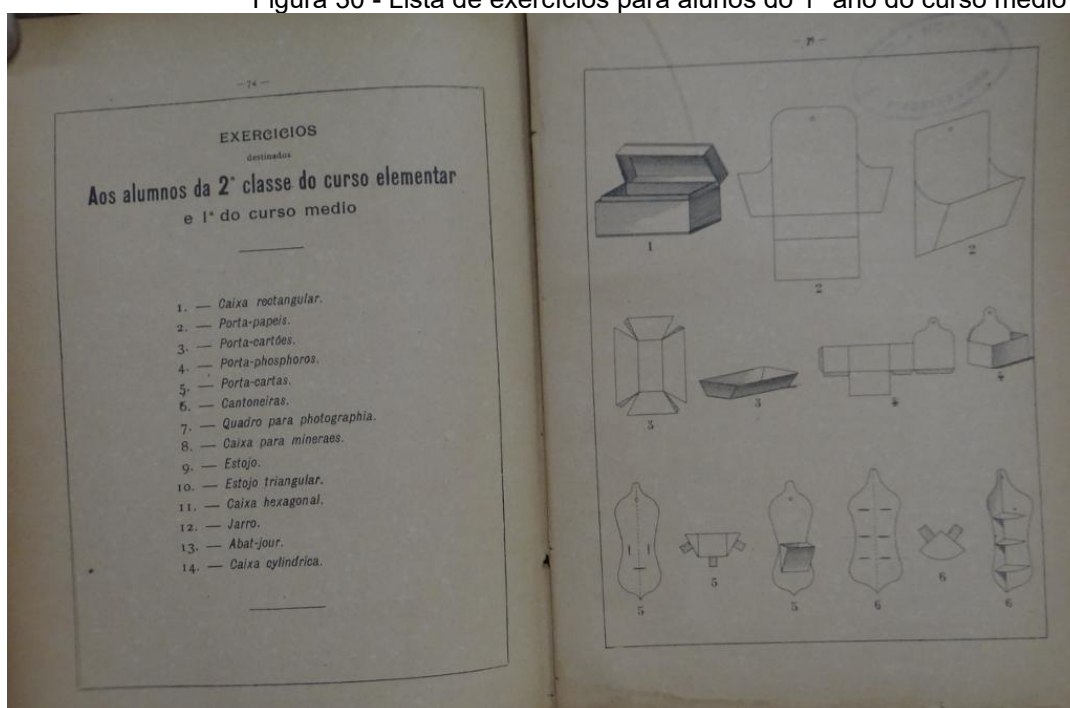 Figura 30 - Lista de exercícios para alunos do 1º ano do curso médio
— 74 —
EXERCICIOS
destinados
Aos alumnos da 2ª classe do curso elementar
e 1ª do curso medio
1. — Caixa rectangular.
2. — Porta-papeis.
3. — Porta-cartões.
4. — Porta-phosphoros.
5. — Porta-cartas.
6. — Cantoneiras.
7. — Quadro para photographia.
8. — Caixa para mineraes.
9. — Estojo.
10. — Estojo triangular.
11. — Caixa hexagonal.
12. — Jarro.
13. — Abat-jour.
14. — Caixa cylindrica.
1
2
2
3
3
4
4
5
5
5
6
6
6